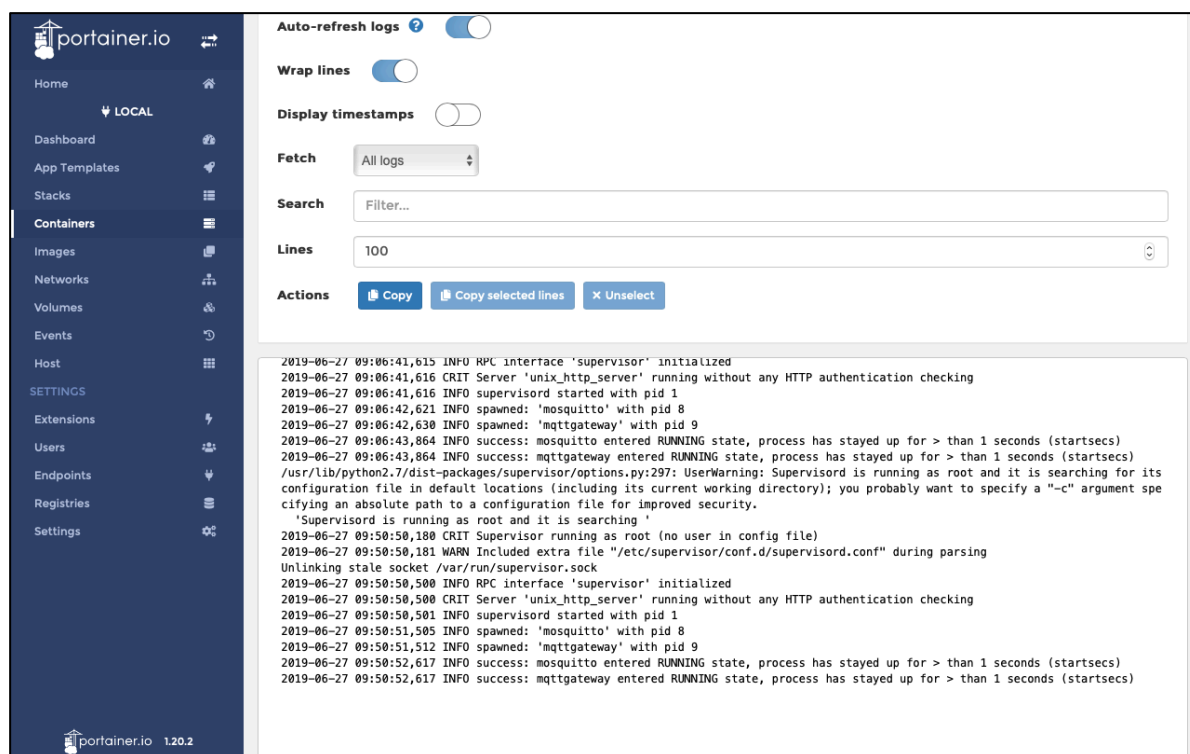 portainer.io
Home
LOCAL
Dashboard
App Templates
Stacks
Containers
Images
Networks
Volumes
Events
Host
SETTINGS
Extensions
Users
Endpoints
Registries
Settings
portainer.io 1.20.2
Auto-refresh logs ?
Wrap lines
Display timestamps
Fetch All logs
Search Filter...
Lines 100
Actions Copy Copy selected lines Unselect
2019-06-27 09:06:41,615 INFO RPC interface 'supervisor' initialized
2019-06-27 09:06:41,616 CRIT Server 'unix_http_server' running without any HTTP authentication checking
2019-06-27 09:06:41,616 INFO supervisord started with pid 1
2019-06-27 09:06:42,621 INFO spawned: 'mosquitto' with pid 8
2019-06-27 09:06:42,630 INFO spawned: 'mqttgateway' with pid 9
2019-06-27 09:06:43,864 INFO success: mosquitto entered RUNNING state, process has stayed up for > than 1 seconds (startsecs)
2019-06-27 09:06:43,864 INFO success: mqttgateway entered RUNNING state, process has stayed up for > than 1 seconds (startsecs)
/usr/lib/python2.7/dist-packages/supervisor/options.py:297: UserWarning: Supervisord is running as root and it is searching for its
configuration file in default locations (including its current working directory); you probably want to specify a "-c" argument spe
cifying an absolute path to a configuration file for improved security.
'Supervisord is running as root and it is searching '
2019-06-27 09:50:50,180 CRIT Supervisor running as root (no user in config file)
2019-06-27 09:50:50,181 WARN Included extra file "/etc/supervisor/conf.d/supervisord.conf" during parsing
Unlinking stale socket /var/run/supervisor.sock
2019-06-27 09:50:50,500 INFO RPC interface 'supervisor' initialized
2019-06-27 09:50:50,500 CRIT Server 'unix_http_server' running without any HTTP authentication checking
2019-06-27 09:50:50,501 INFO supervisord started with pid 1
2019-06-27 09:50:51,505 INFO spawned: 'mosquitto' with pid 8
2019-06-27 09:50:51,512 INFO spawned: 'mqttgateway' with pid 9
2019-06-27 09:50:52,617 INFO success: mosquitto entered RUNNING state, process has stayed up for > than 1 seconds (startsecs)
2019-06-27 09:50:52,617 INFO success: mqttgateway entered RUNNING state, process has stayed up for > than 1 seconds (startsecs)